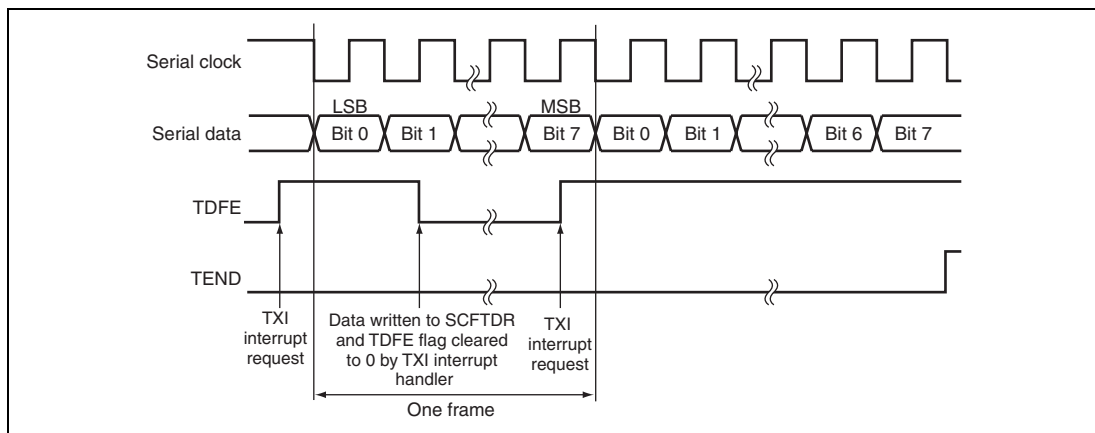 Serial clock
LSB
MSB
Serial data
Bit 0
Bit 1
Bit 7
Bit 0
Bit 1
Bit 6
Bit 7
TDFE
TEND
TXI
interrupt
request
Data written to SCFTDR
and TDFE flag cleared
to 0 by TXI interrupt
handler
TXI
interrupt
request
One frame